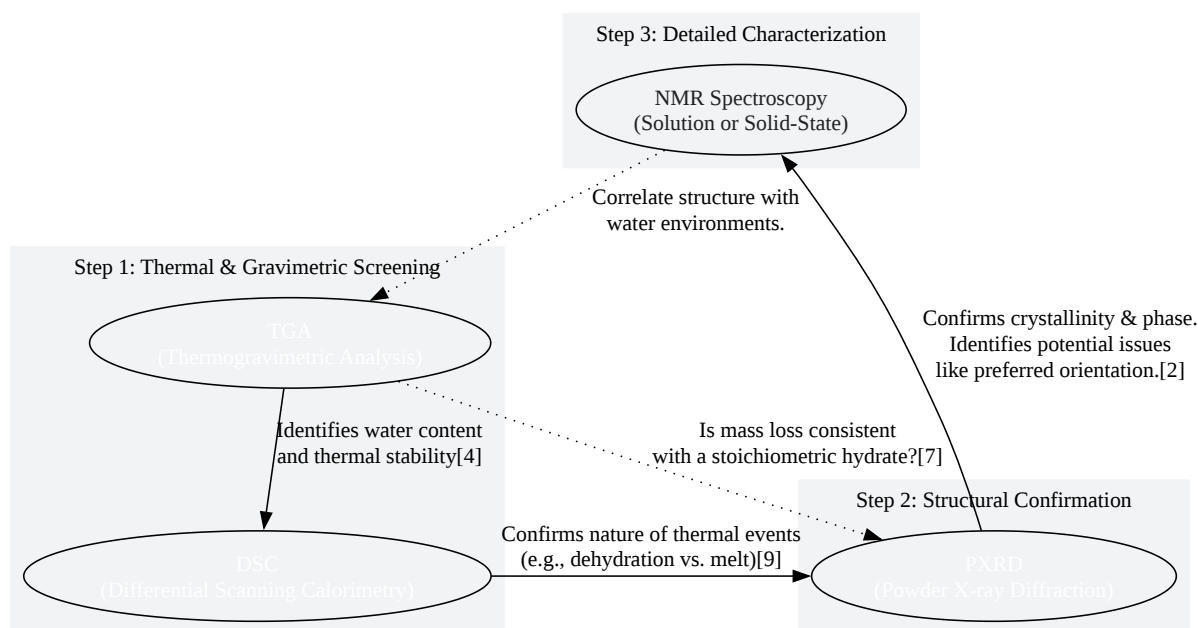 Step 3: Detailed Characterization
NMR Spectroscopy
(Solution or Solid-State)
Correlate structure with
water environments.
Step 1: Thermal & Gravimetric Screening
TGA
(Thermogravimetric Analysis)
Confirms crystallinity & phase.
Identifies potential issues
like preferred orientation.[2]
Identifies water content
and thermal stability[4]
Is mass loss consistent
with a stoichiometric hydrate?[7]
Step 2: Structural Confirmation
Confirms nature of thermal events
(e.g., dehydration vs. melt)[9]
DSC
(Differential Scanning Calorimetry)
PXRD
(Powder X-ray Diffraction)